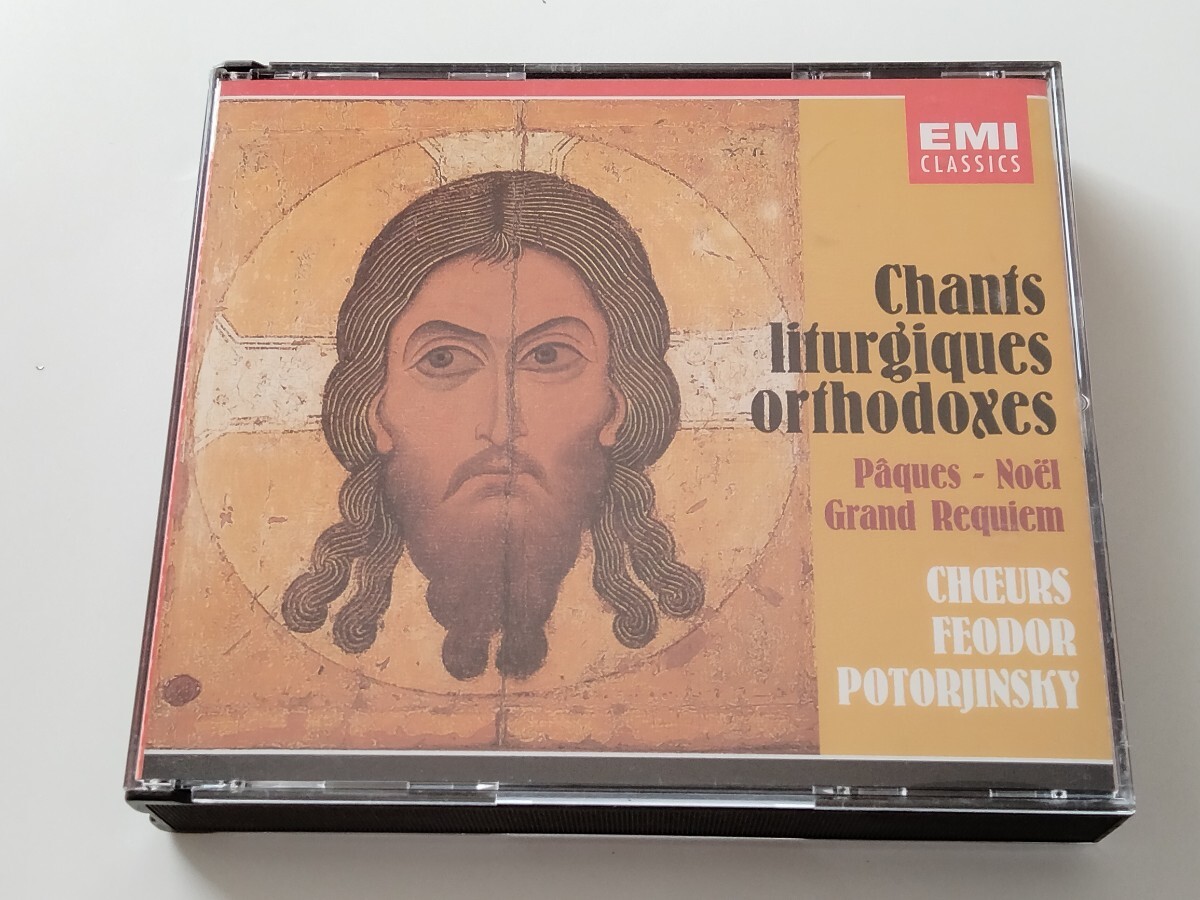 EMI
CLASSICS
Chants
liturgiques
orthodoxes
Pâques - Noël
Grand Requiem
CHŒURS
FEODOR
POTORJINSKY